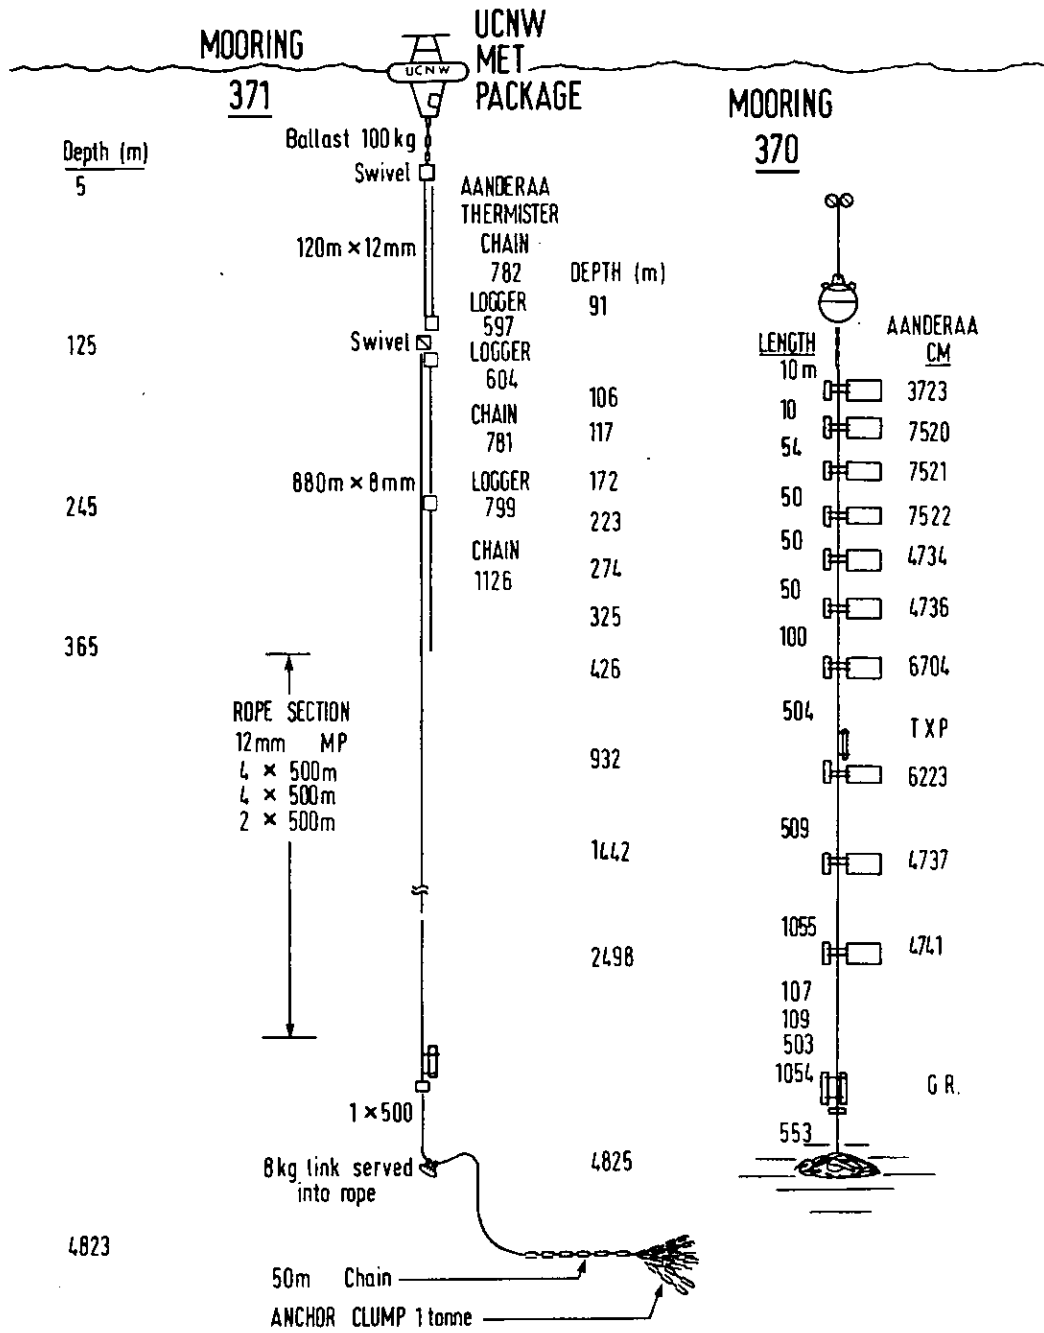 MOORING
371
UCNW
MET
PACKAGE
UCNW
MOORING
370
Depth (m)
5
125
245
365
4823
Ballast 100kg
Swivel
120m × 12mm
Swivel
880m × 8mm
AANDERAA
THERMISTER
CHAIN
782
LOGGER
597
LOGGER
604
CHAIN
781
LOGGER
799
CHAIN
1126
ROPE SECTION
12mm MP
4 × 500m
4 × 500m
2 × 500m
1 × 500
8kg link served
into rope
50m Chain
ANCHOR CLUMP 1 tonne
DEPTH (m)
91
106
117
172
223
274
325
426
932
1442
2498
4825
LENGTH
10m
10
54
50
50
50
100
504
509
1055
107
109
503
1054
553
AANDERAA
CM
3723
7520
7521
7522
4734
4736
6704
TXP
6223
4737
4741
G R.